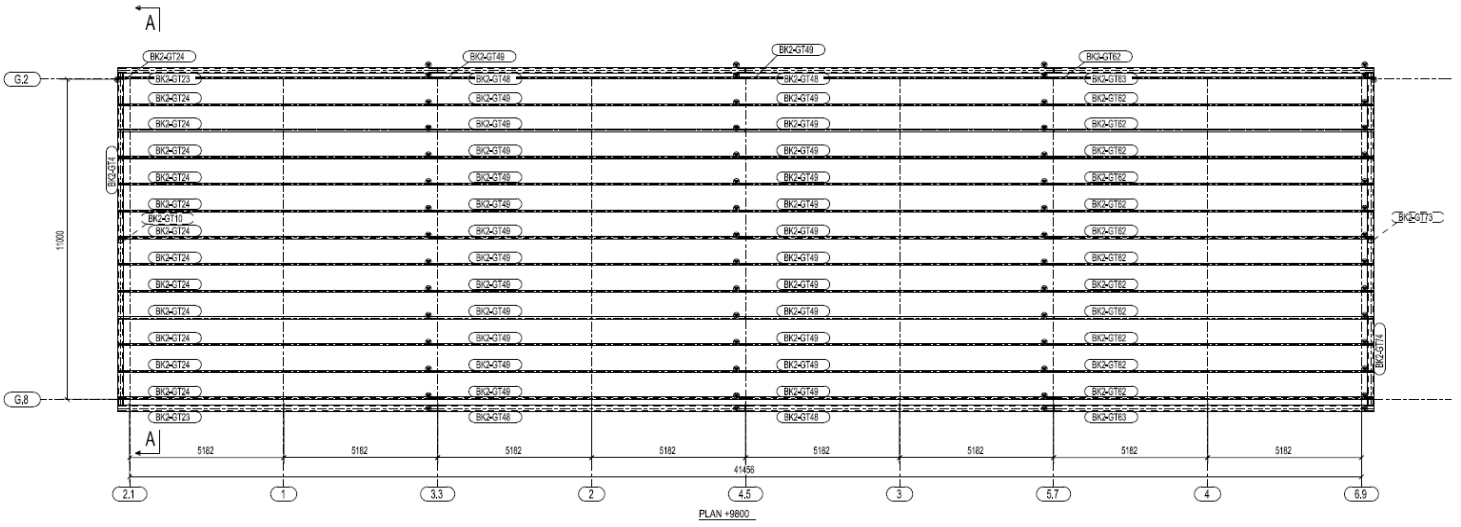 A
BK2-GT24 BK2-GT49 BK2-GT49 BK2-GT62
G.2 BK2-GT23 BK2-GT48 BK2-GT48 BK2-GT63
BK2-GT24 BK2-GT49 BK2-GT49 BK2-GT62
BK2-GT24 BK2-GT49 BK2-GT49 BK2-GT62
BK2-GT24 BK2-GT49 BK2-GT49 BK2-GT62
BK2-GT4
BK2-GT24 BK2-GT49 BK2-GT49 BK2-GT62
BK2-GT24 BK2-GT49 BK2-GT49 BK2-GT62
BK2-GT10 BK2-GT73
BK2-GT24 BK2-GT49 BK2-GT49 BK2-GT62
11000
BK2-GT24 BK2-GT49 BK2-GT49 BK2-GT62
BK2-GT24 BK2-GT49 BK2-GT49 BK2-GT62
BK2-GT24 BK2-GT49 BK2-GT49 BK2-GT62
BK2-GT24 BK2-GT49 BK2-GT49 BK2-GT62
BK2-GT74
BK2-GT24 BK2-GT49 BK2-GT49 BK2-GT62
BK2-GT24 BK2-GT49 BK2-GT49 BK2-GT62
G.8
BK2-GT23 BK2-GT48 BK2-GT48 BK2-GT63
A
5182 5182 5182 5182 5182 5182 5182 5182
41456
2.1 1 3.3 2 4.5 3 5.7 4 6.9
PLAN +9800